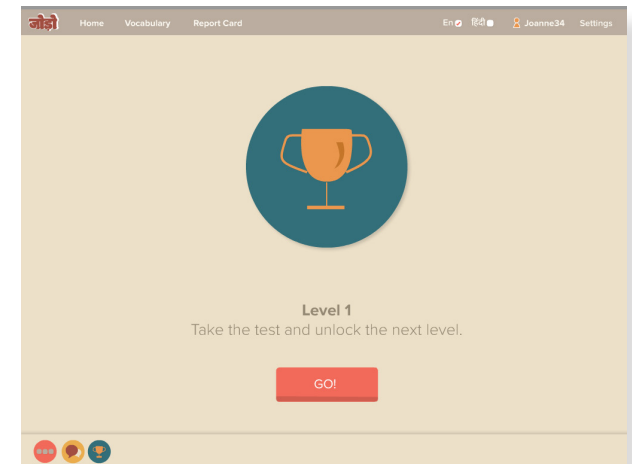 जोड़ो Home Vocabulary Report Card En हिंदी Joanne34 Settings
Level 1
Take the test and unlock the next level.
GO!